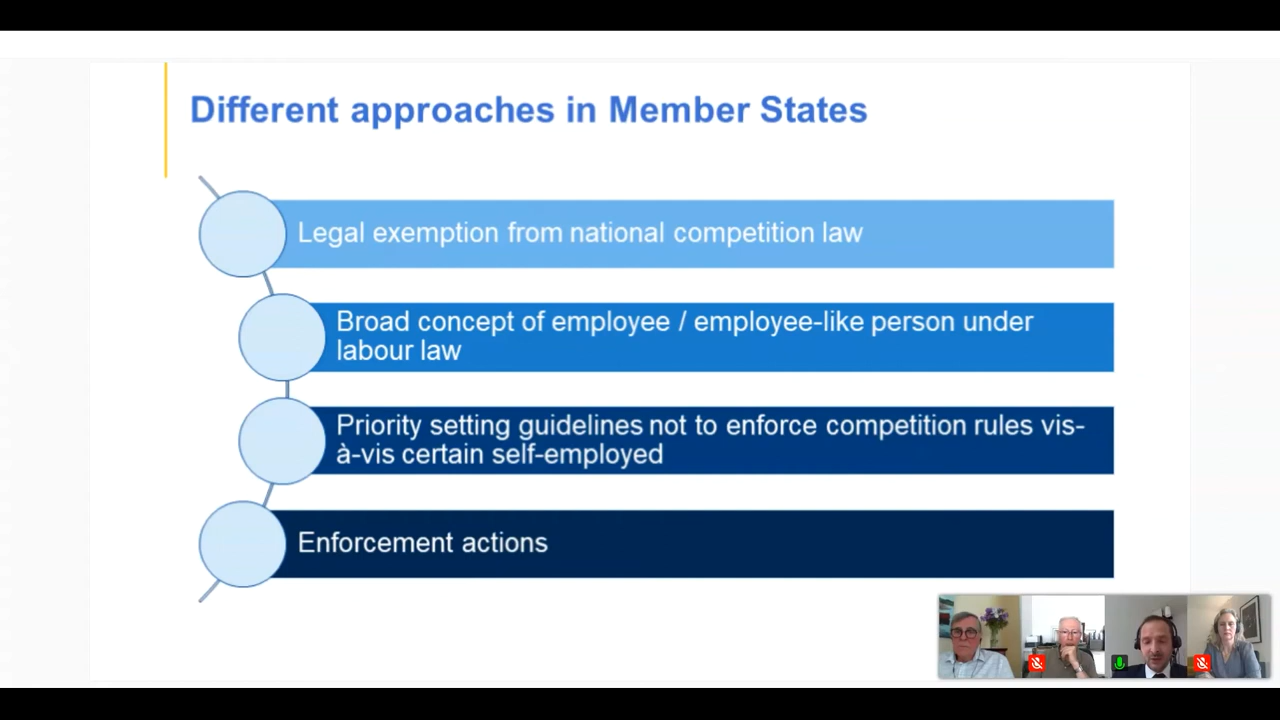 Different approaches in Member States
Legal exemption from national competition law
Broad concept of employee / employee-like person under
labour law
Priority setting guidelines not to enforce competition rules vis-
à-vis certain self-employed
Enforcement actions